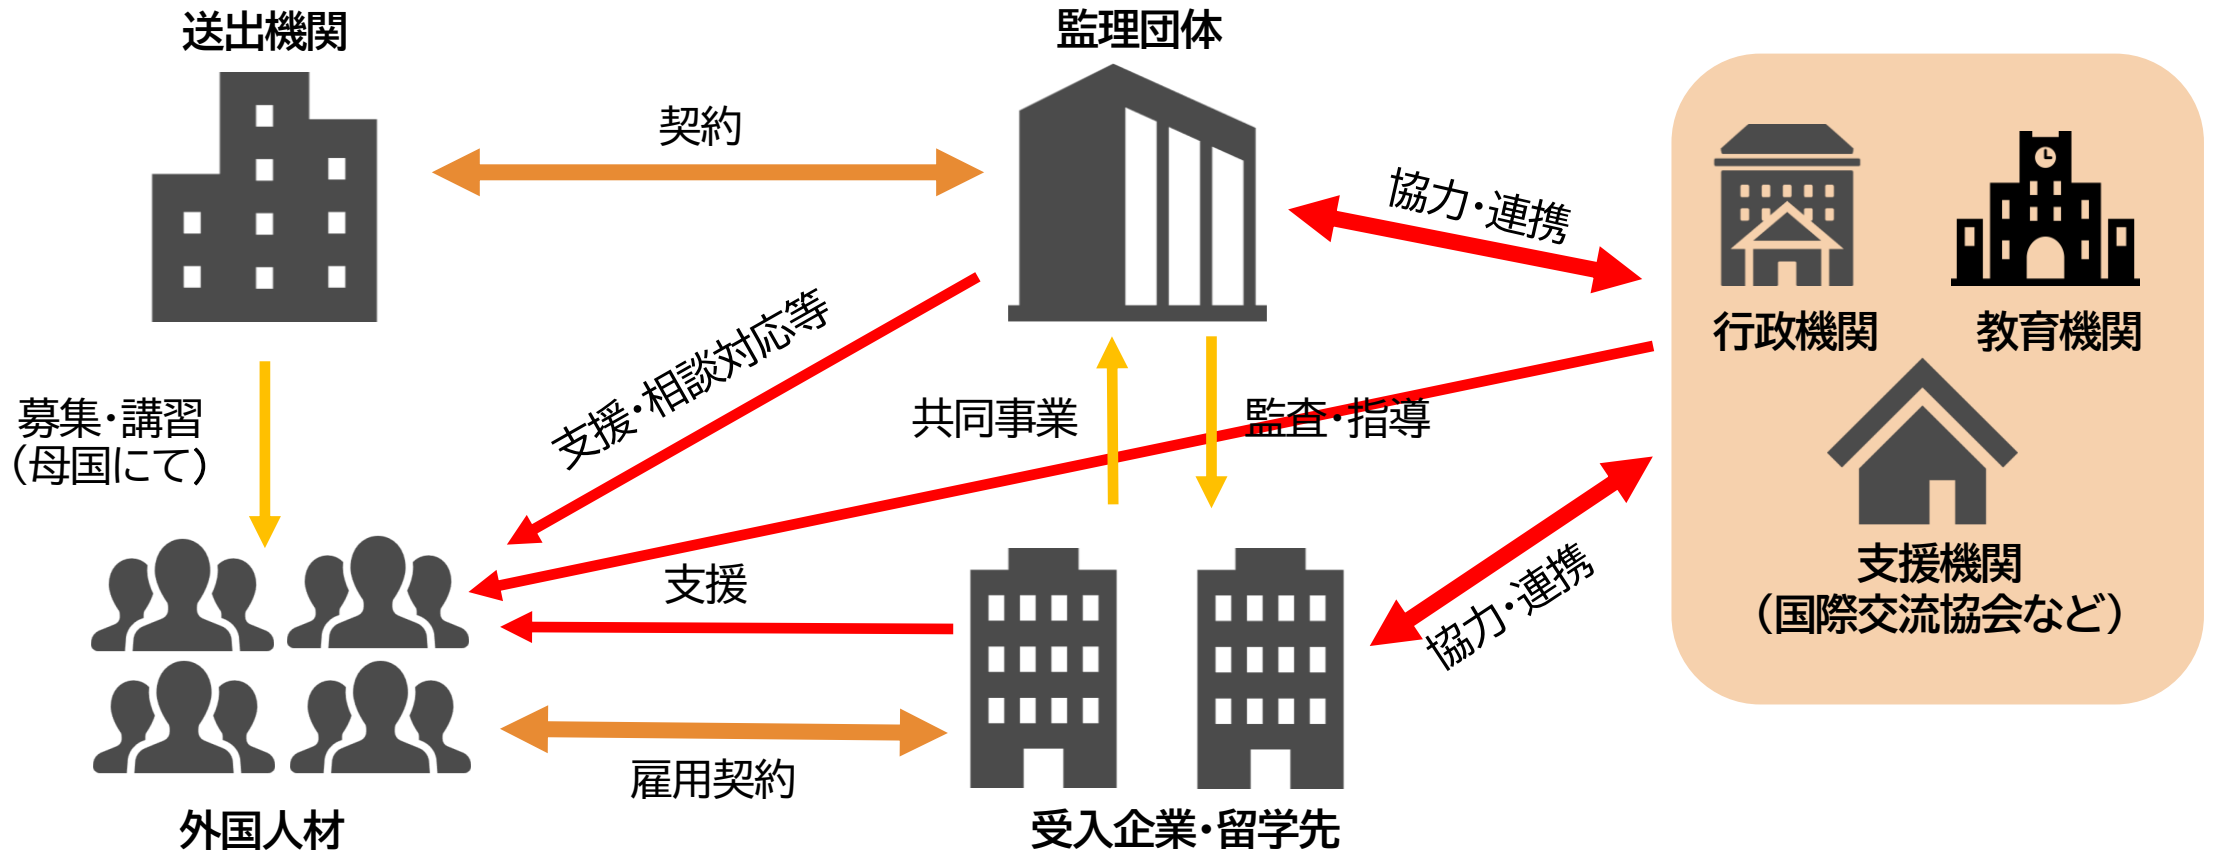 送出機関
監理団体
契約
協力・連携
行政機関
教育機関
支援・相談対応等
募集・講習
（母国にて）
共同事業
監査・指導
支援機関
（国際交流協会など）
支援
協力・連携
雇用契約
外国人材
受入企業・留学先